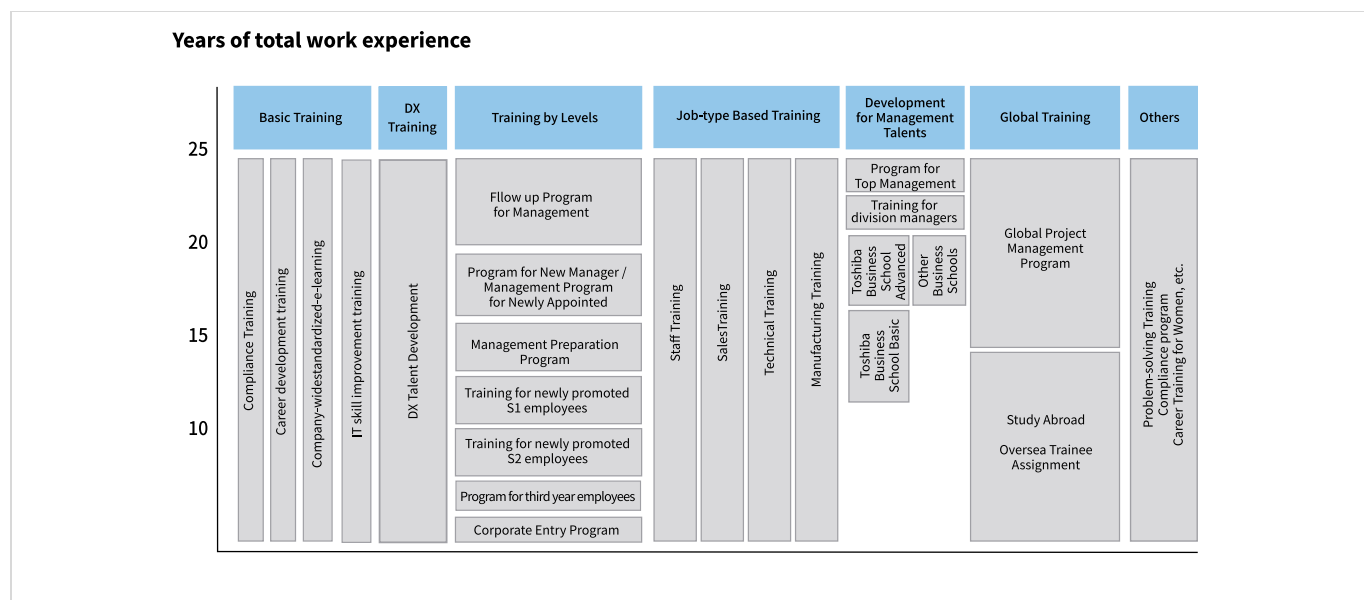 Years of total work experience
Basic Training
DX
Training
Training by Levels
Job-type Based Training
Development
for Management
Talents
Global Training
Others
25
20
15
10
Compliance Training
Career development training
Company-widestandardized-e-learning
IT skill improvement training
DX Talent Development
Fllow up Program
for Management
Program for New Manager /
Management Program
for Newly Appointed
Management Preparation
Program
Training for newly promoted
S1 employees
Training for newly promoted
S2 employees
Program for third year employees
Corporate Entry Program
Staff Training
SalesTraining
Technical Training
Manufacturing Training
Program for
Top Management
Training for
division managers
Toshiba
Business
School
Advanced
Other
Business
Schools
Toshiba
Business
School Basic
Global Project
Management
Program
Study Abroad
Oversea Trainee
Assignment
Problem-solving Training
Compliance program
Career Training for Women, etc.